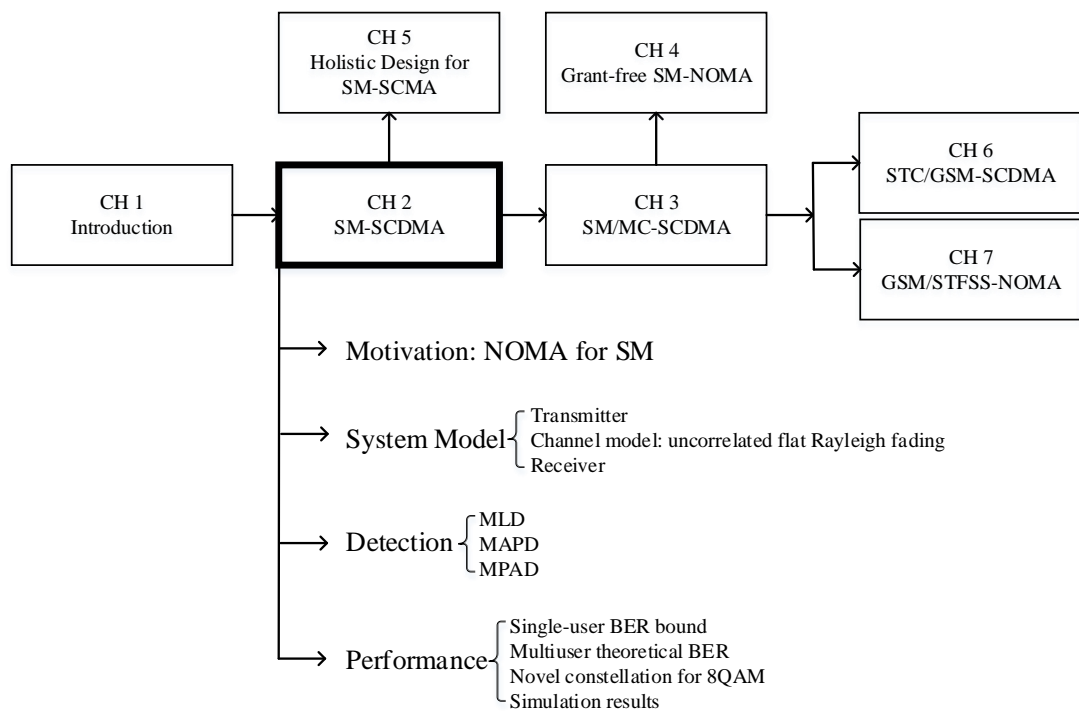 CH 5
Holistic Design for
SM-SCMA
CH 4
Grant-free SM-NOMA
CH 1
Introduction
CH 2
SM-SCDMA
CH 3
SM/MC-SCDMA
CH 6
STC/GSM-SCDMA
CH 7
GSM/STFSS-NOMA
Motivation: NOMA for SM
System Model
Transmitter
Channel model: uncorrelated flat Rayleigh fading
Receiver
Detection
MLD
MAPD
MPAD
Performance
Single-user BER bound
Multiuser theoretical BER
Novel constellation for 8QAM
Simulation results